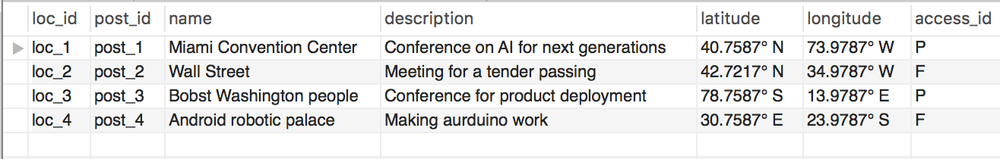 loc_id post_id name description latitude longitude access_id
loc_1 post_1 Miami Convention Center Conference on AI for next generations 40.7587° N 73.9787° W P
loc_2 post_2 Wall Street Meeting for a tender passing 42.7217° N 34.9787° W F
loc_3 post_3 Bobst Washington people Conference for product deployment 78.7587° S 13.9787° E P
loc_4 post_4 Android robotic palace Making aurduino work 30.7587° E 23.9787° S F